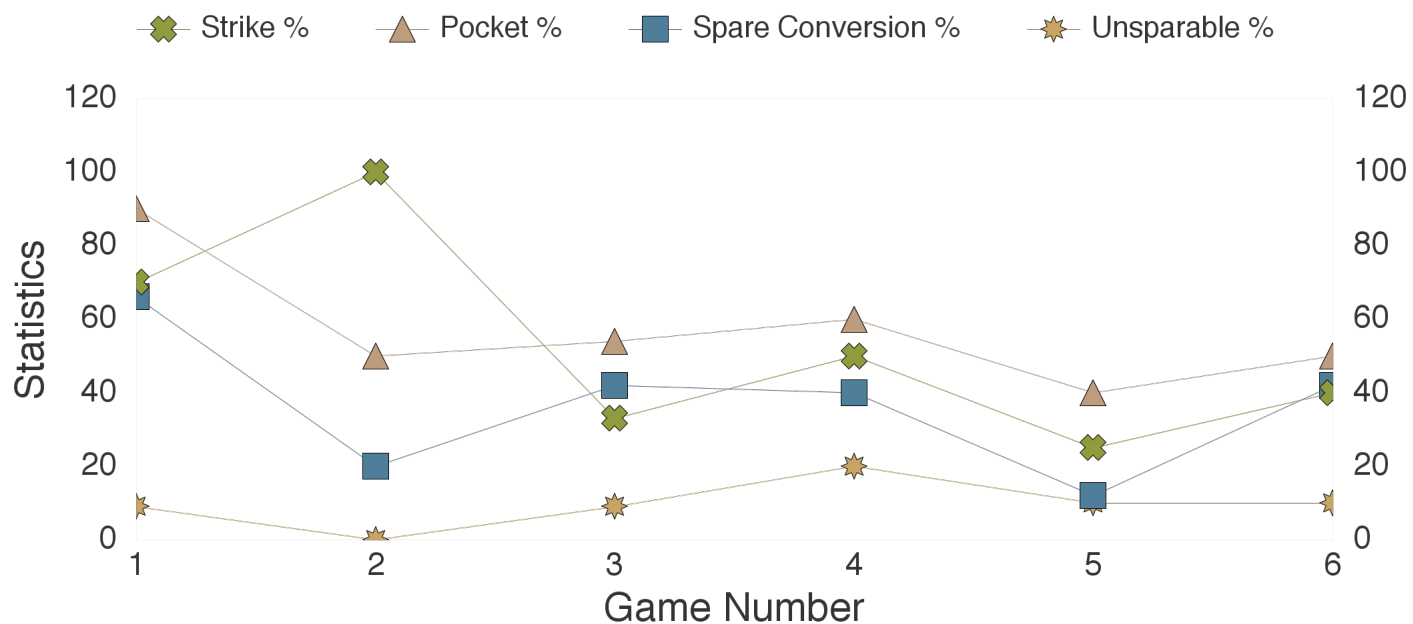 Strike % Pocket % Spare Conversion % Unsparable %
120 120
100 100
80 80
60 60
40 40
20 20
0 0
Statistics
1 2 3 4 5 6
Game Number